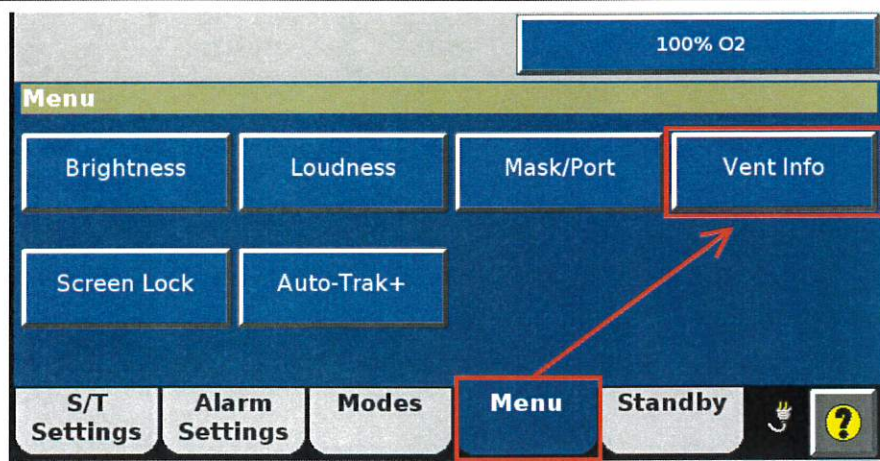 100% O2
Menu
Brightness
Loudness
Mask/Port
Vent Info
Screen Lock
Auto-Trak+
S/T
Settings
Alarm
Settings
Modes
Menu
Standby
?